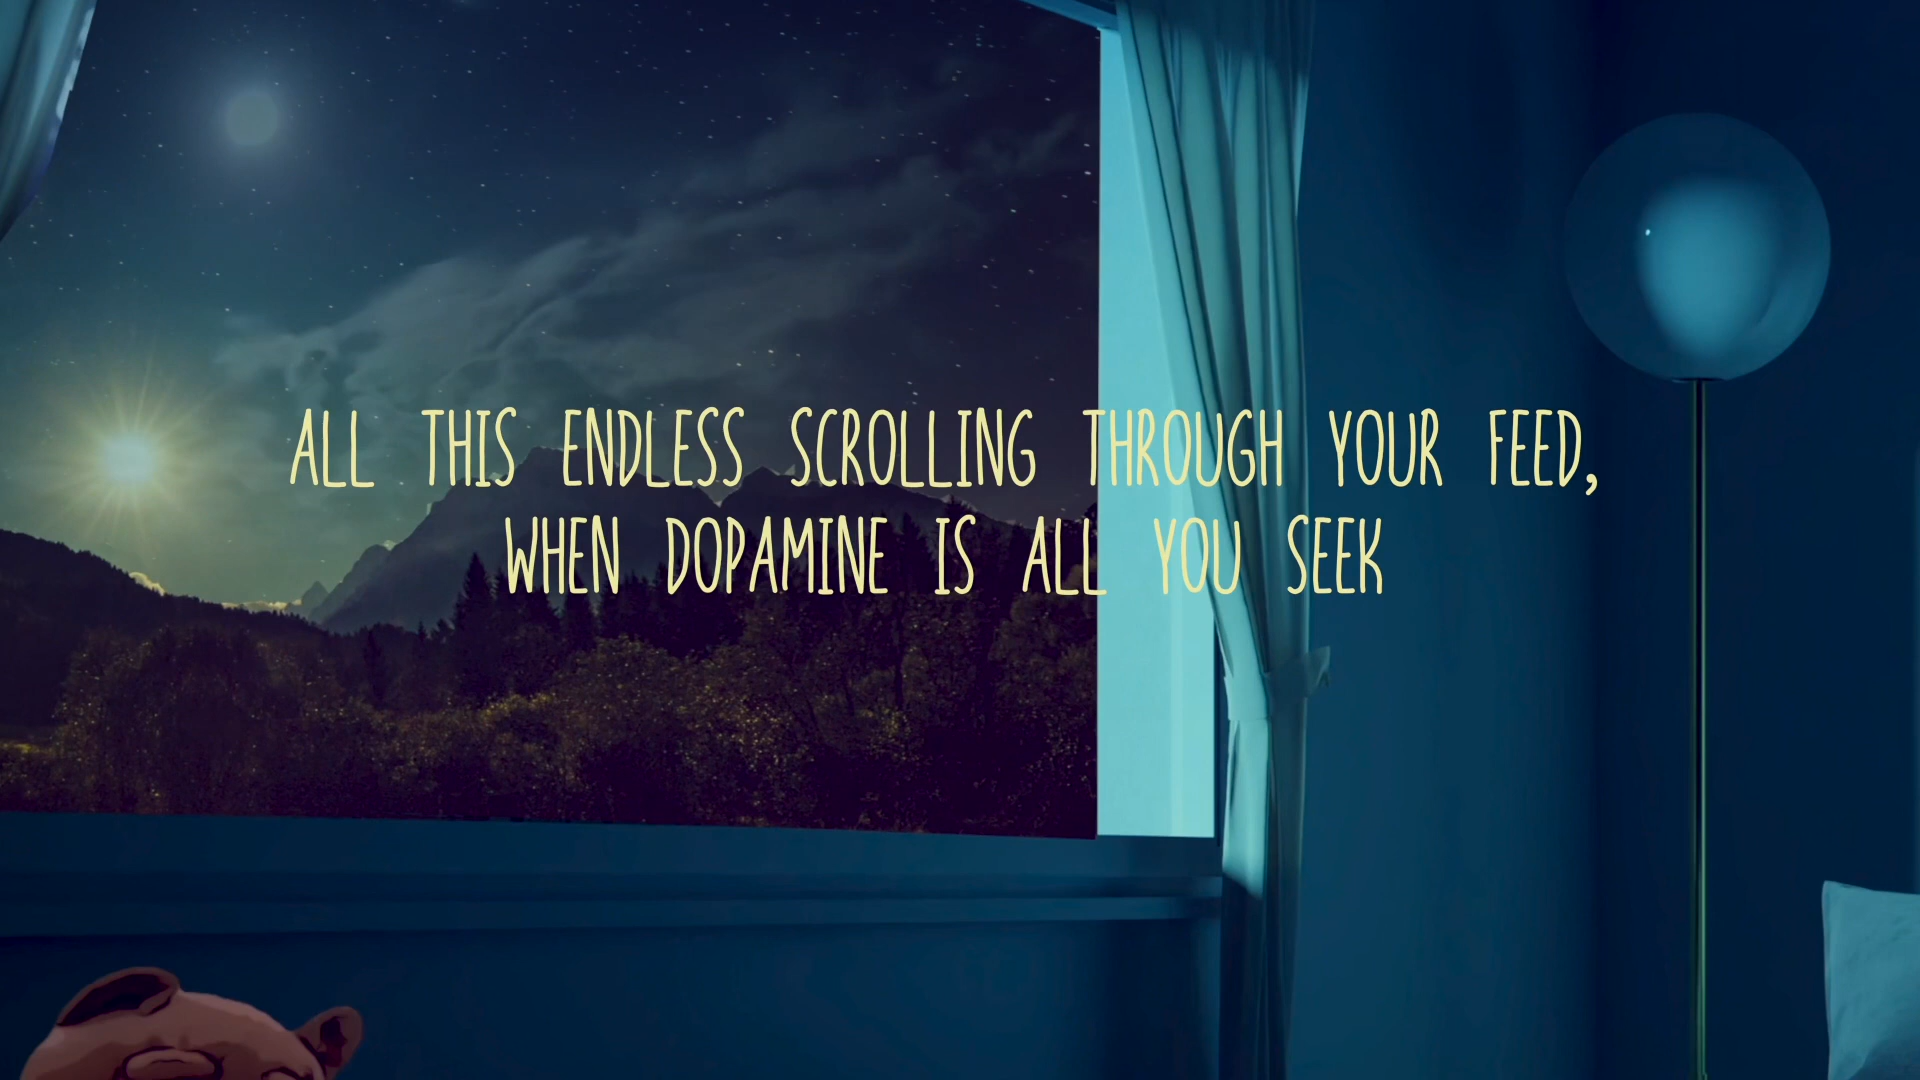 ALL THIS ENDLESS SCROLLING THROUGH YOUR FEED,
WHEN DOPAMINE IS ALL YOU SEEK